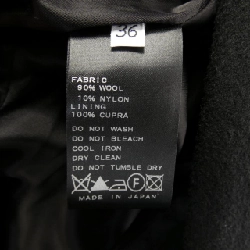 36
FABRIC
90% WOOL
10% NYLON
LINING
100% CUPRA
DO NOT WASH
DO NOT BLEACH
COOL IRON
DRY CLEAN
DO NOT TUMBLE DRY
F
MADE IN JAPAN